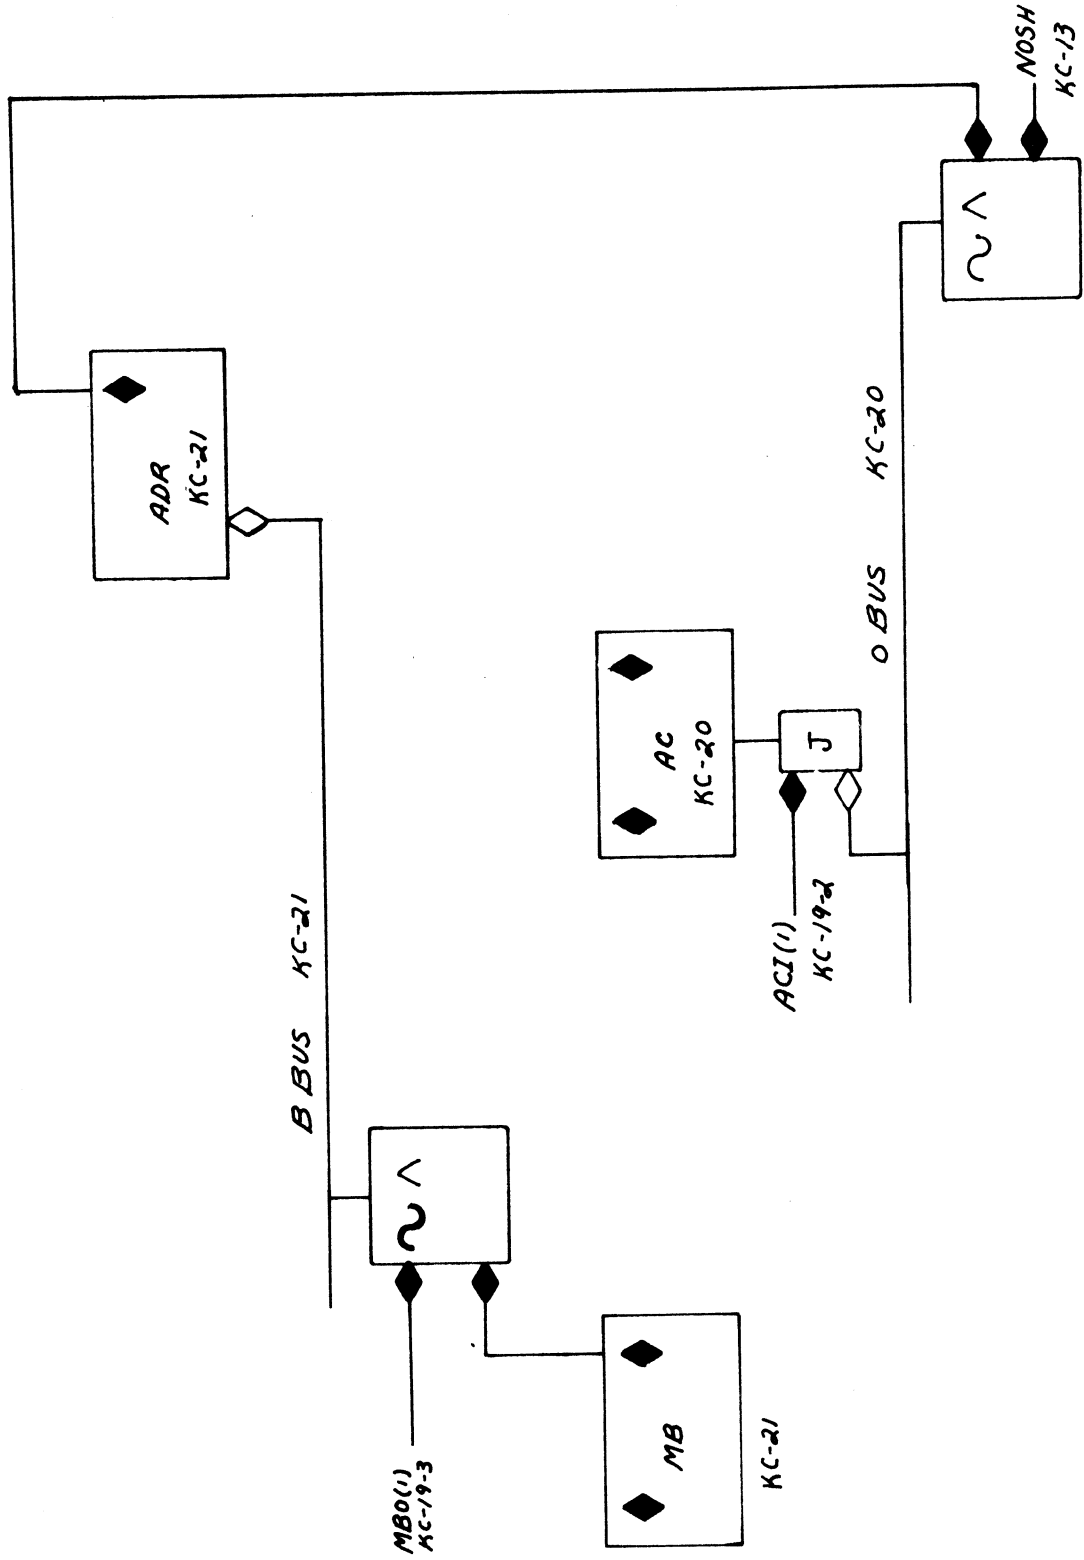 MBO(1)
KC-19-3
MB
KC-21
∼ ∧
B BUS KC-21
ADR
KC-21
ACI(1)
KC-19-2
AC
KC-20
J
O BUS KC-20
∼ ∧
NOSH
KC-13